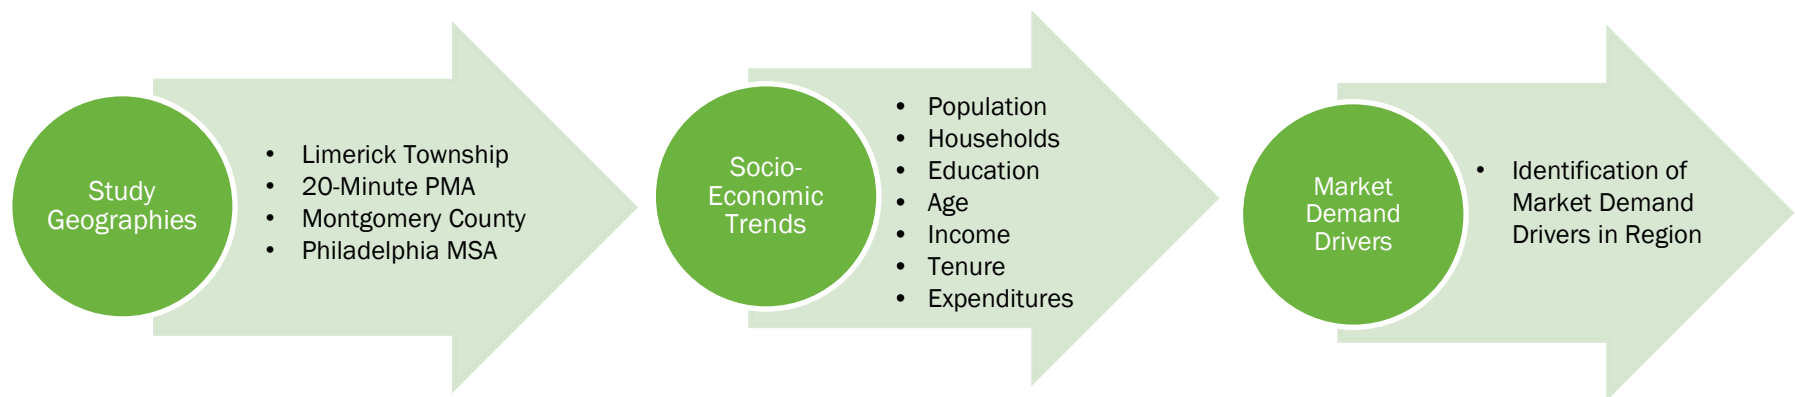 Study
Geographies
• Limerick Township
• 20-Minute PMA
• Montgomery County
• Philadelphia MSA
Socio-
Economic
Trends
• Population
• Households
• Education
• Age
• Income
• Tenure
• Expenditures
Market
Demand
Drivers
• Identification of
Market Demand
Drivers in Region